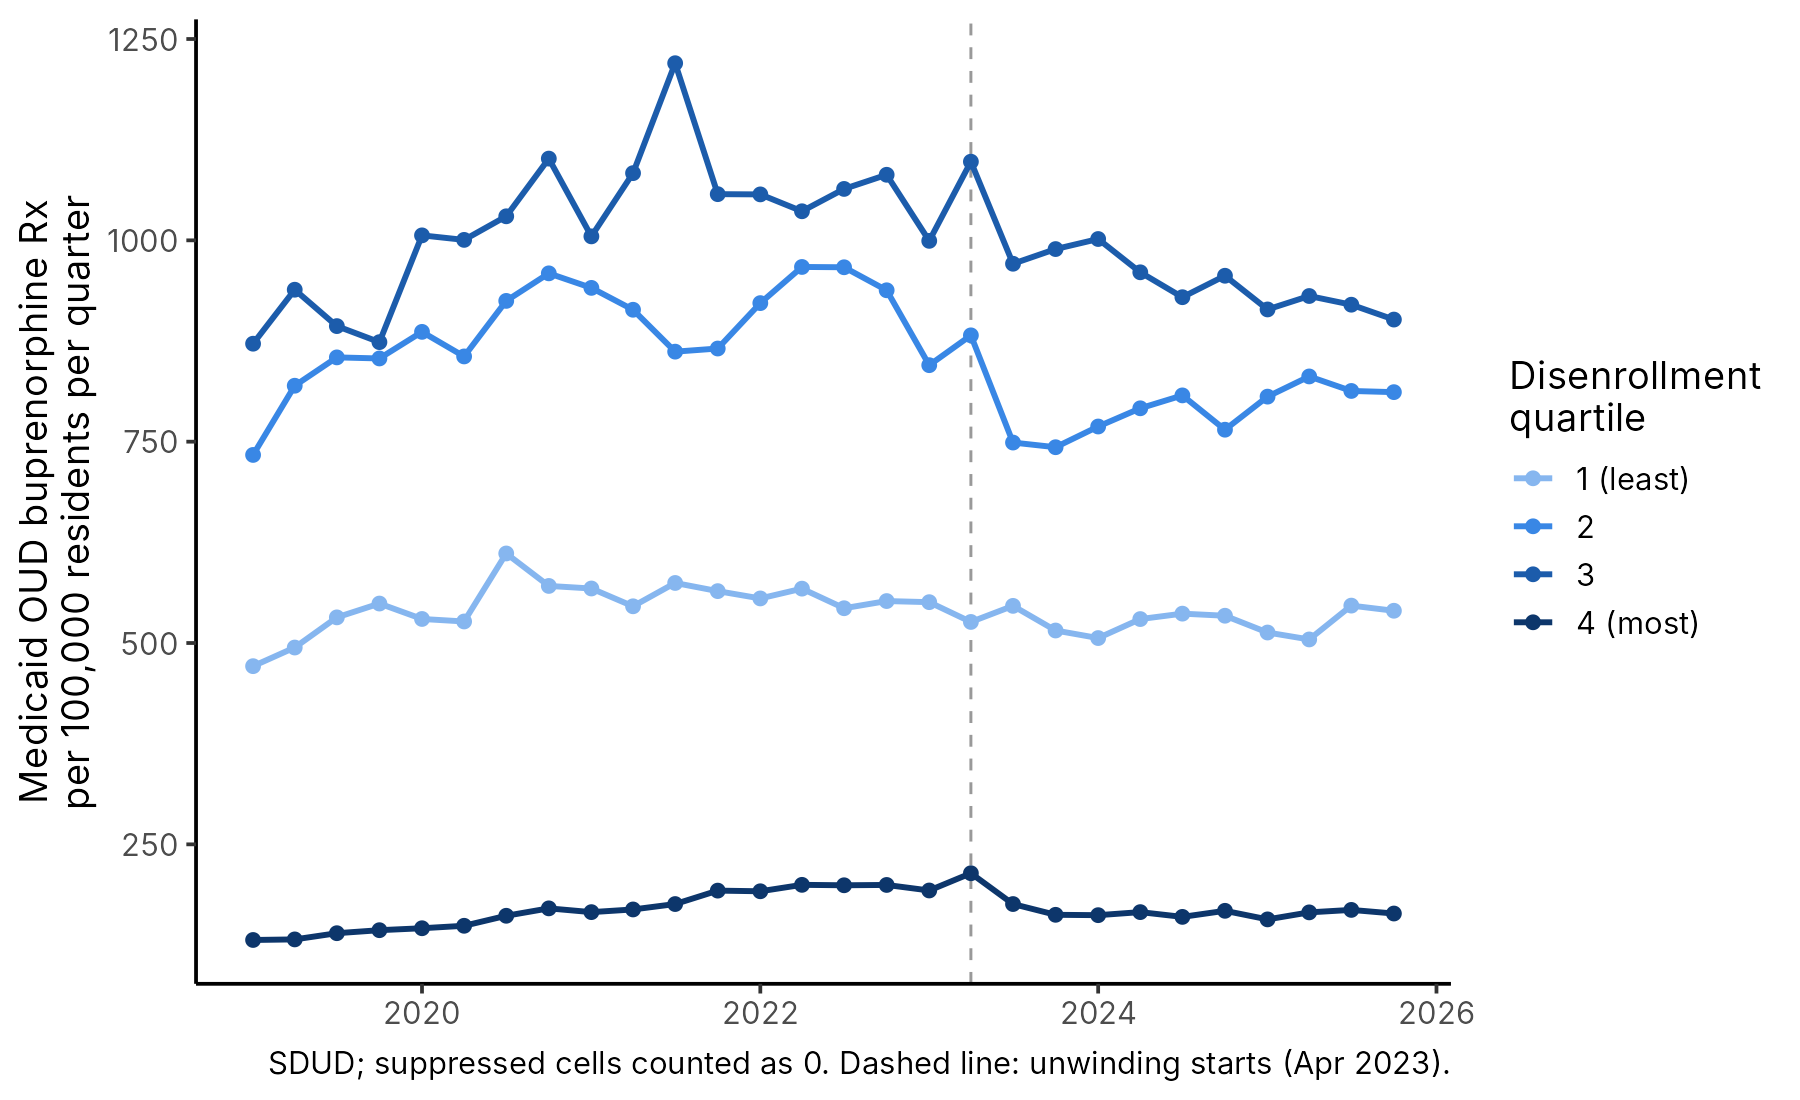 Medicaid OUD buprenorphine Rx
per 100,000 residents per quarter
1250
1000
750
500
250
2020
2022
2024
2026
Disenrollment
quartile
1 (least)
2
3
4 (most)
SDUD; suppressed cells counted as 0. Dashed line: unwinding starts (Apr 2023).